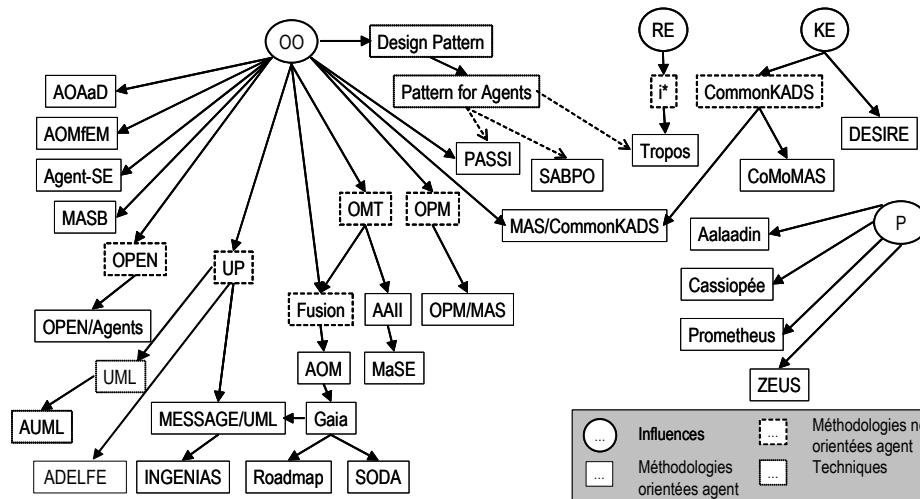 OO
Design Pattern
RE
KE
AOAaD
Pattern for Agents
i*
CommonKADS
AOMfEM
PASSI
Tropos
DESIRE
Agent-SE
SABPO
CoMoMAS
MASB
OMT
OPM
MAS/CommonKADS
P
Aalaadin
OPEN
UP
Cassiopée
OPEN/Agents
Fusion
AAII
OPM/MAS
Prometheus
UML
AOM
MaSE
ZEUS
AUML
MESSAGE/UML
Gaia
ADELFE
INGENIAS
Roadmap
SODA
...
Influences
...
Méthodologies
orientées agent
...
Méthodologies
orientées agent
...
Techniques